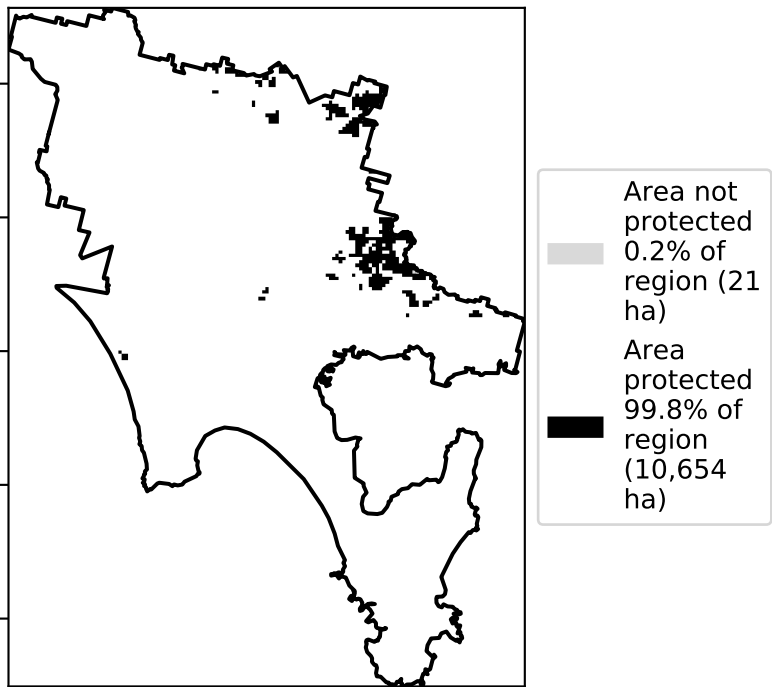 Area not
protected
0.2% of
region (21
ha)
Area
protected
99.8% of
region
(10,654
ha)